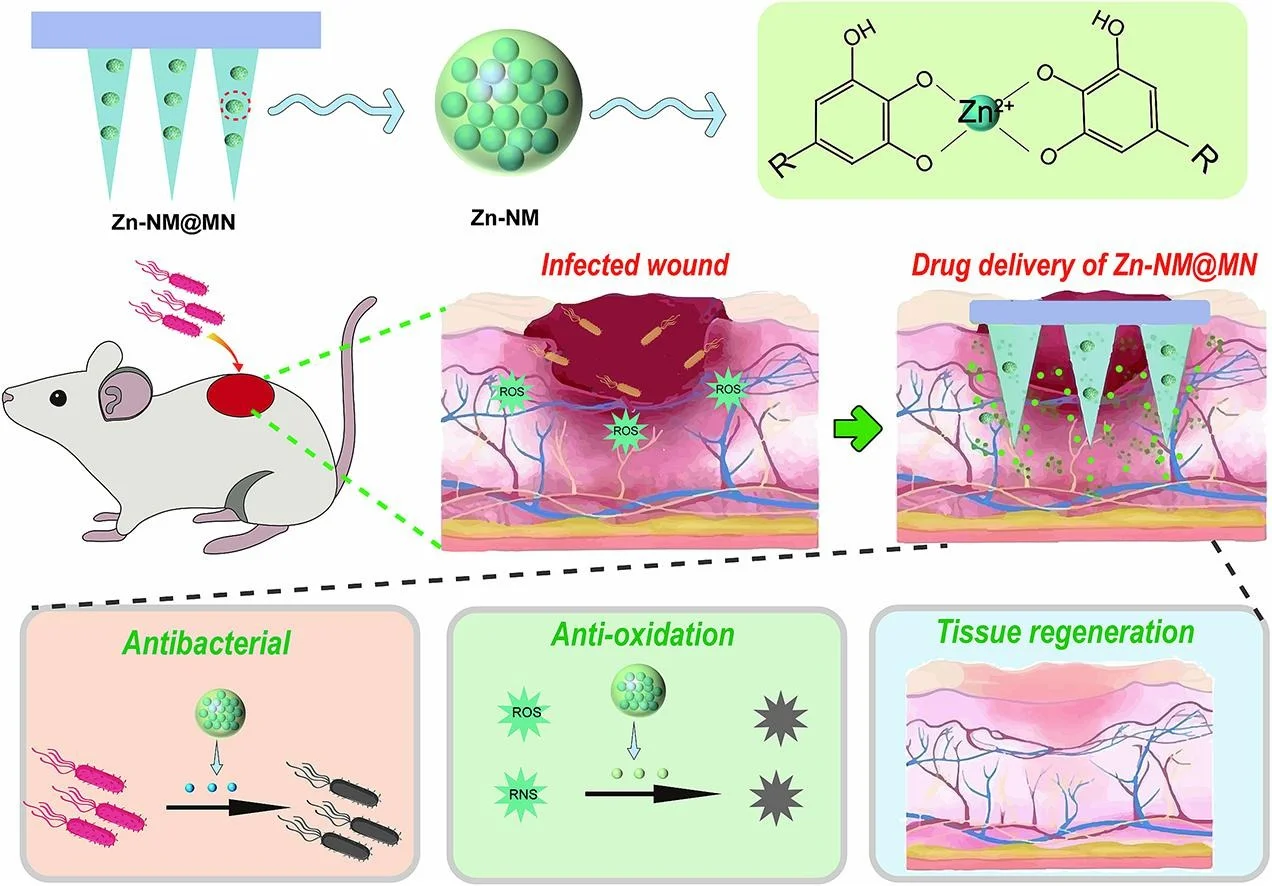 OH
HO
O
O
Zn2+
O
O
R
R
Zn-NM@MN
Zn-NM
Infected wound
Drug delivery of Zn-NM@MN
ROS
ROS
ROS
Antibacterial
Anti-oxidation
Tissue regeneration
ROS
RNS